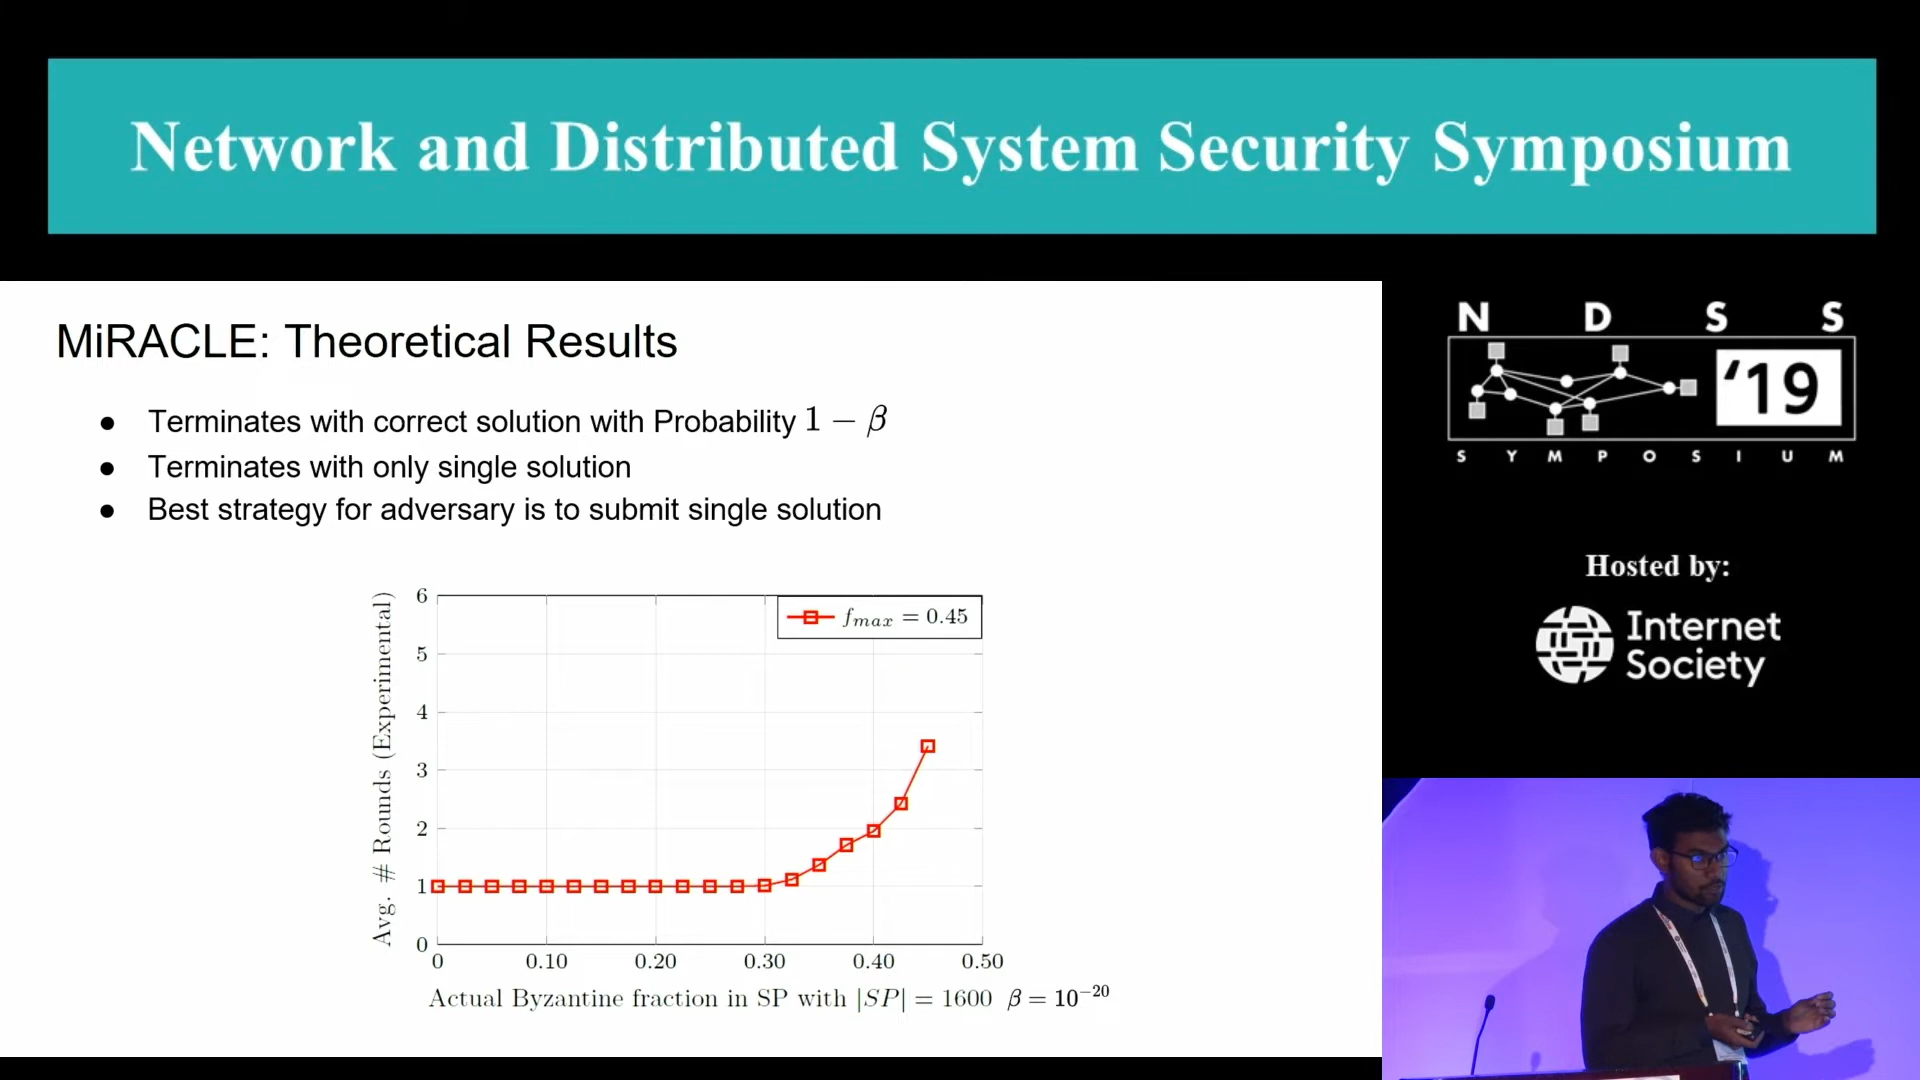 Network and Distributed System Security Symposium
MiRACLE: Theoretical Results
● Terminates with correct solution with Probability 1 − β
● Terminates with only single solution
● Best strategy for adversary is to submit single solution
Avg. # Rounds (Experimental)
6
5
4
3
2
1
0
f_max = 0.45
0 0.10 0.20 0.30 0.40 0.50
Actual Byzantine fraction in SP with |SP| = 1600 β = 10⁻²⁰
N D S S
'19
S Y M P O S I U M
Hosted by:
Internet
Society